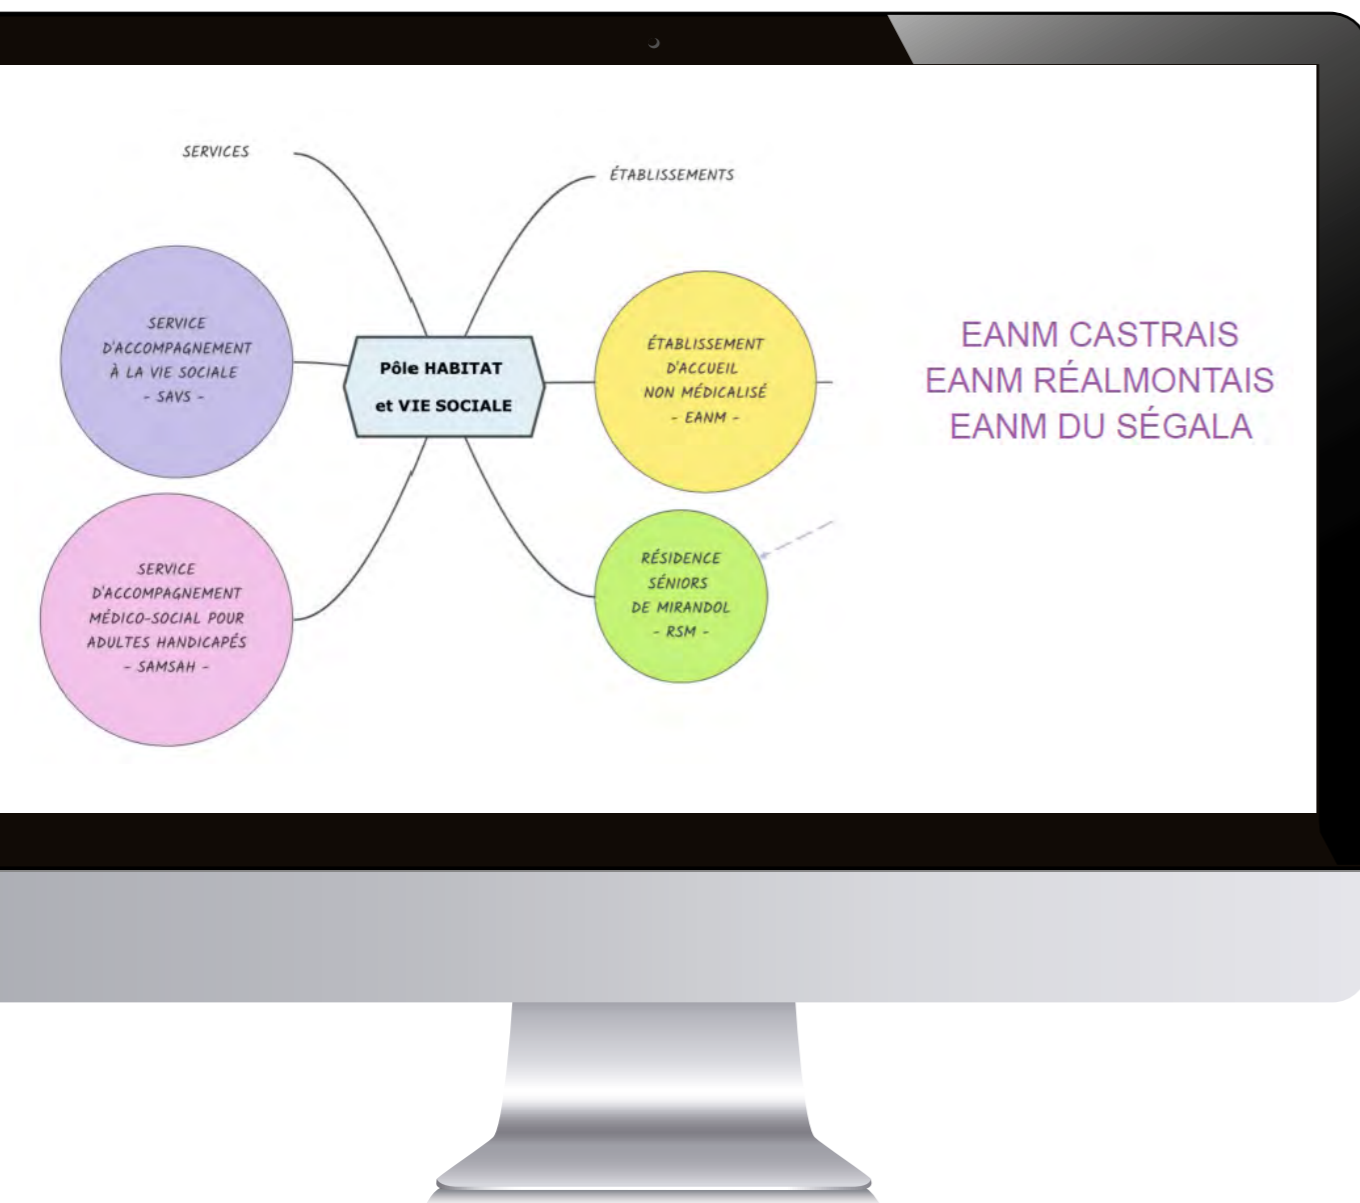 SERVICES
ÉTABLISSEMENTS
SERVICE
D'ACCOMPAGNEMENT
À LA VIE SOCIALE
- SAVS -
Pôle HABITAT
et VIE SOCIALE
ÉTABLISSEMENT
D'ACCUEIL
NON MÉDICALISÉ
- EANM -
EANM CASTRAIS
EANM RÉALMONTAIS
EANM DU SÉGALA
SERVICE
D'ACCOMPAGNEMENT
MÉDICO-SOCIAL POUR
ADULTES HANDICAPÉS
- SAMSAH -
RÉSIDENCE
SÉNIORS
DE MIRANDOL
- RSM -